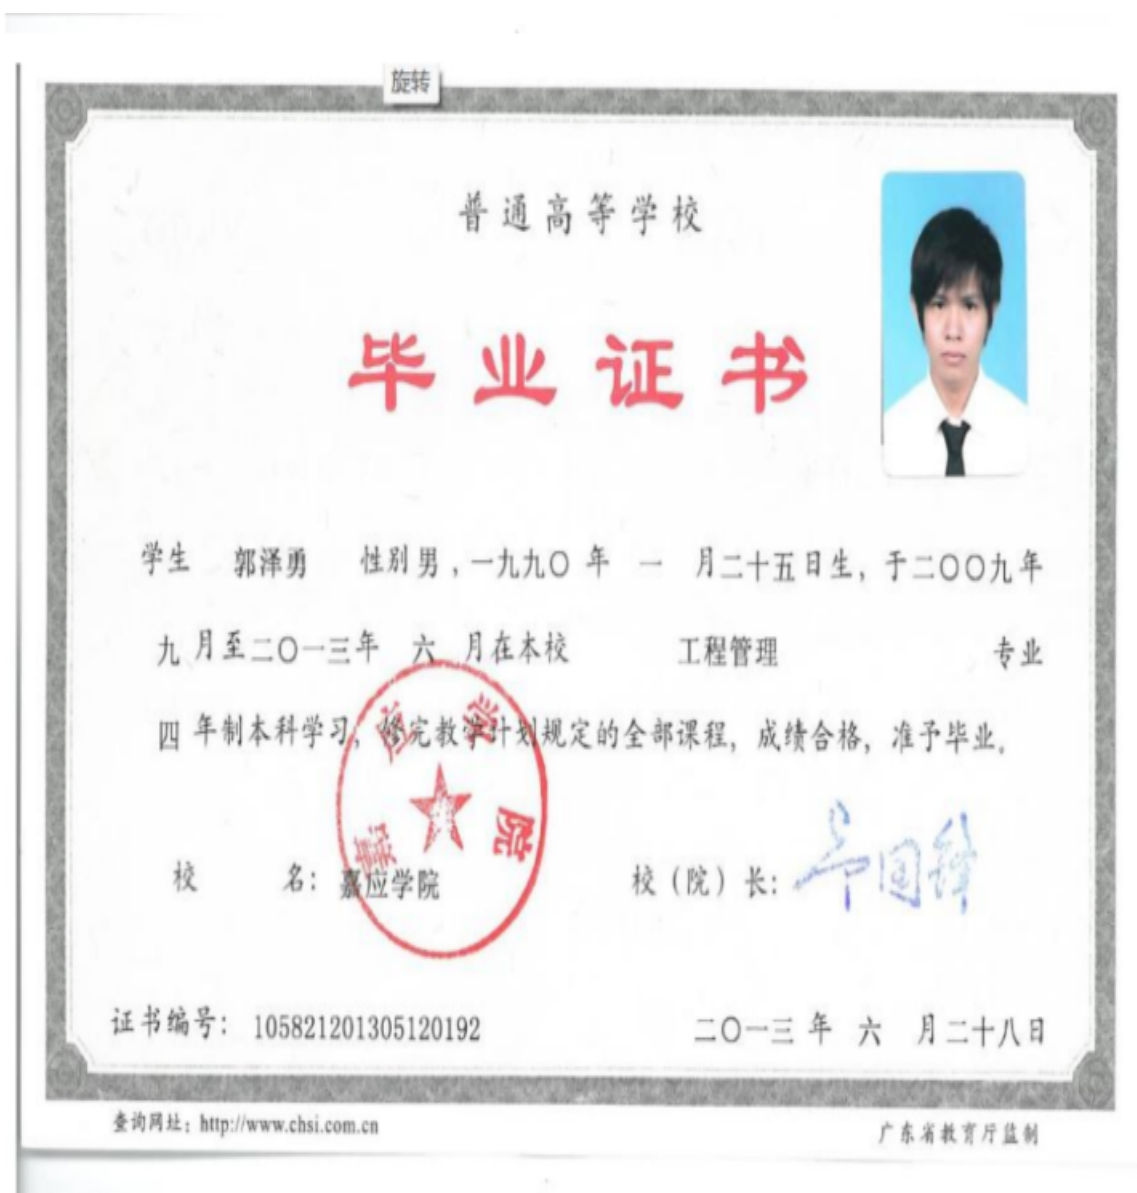 旋转
普通高等学校
毕业证书
学生 郭泽勇 性别男,一九九〇年 一 月二十五日生,于二〇〇九年
九月至二〇一三年 六 月在本校 工程管理 专业
四年制本科学习,修完教学计划规定的全部课程,成绩合格,准予毕业。
嘉应学院
校 名:嘉应学院 校(院)长:
证书编号:105821201305120192 二〇一三年 六 月二十八日
查询网址:http://www.chsi.com.cn 广东省教育厅监制